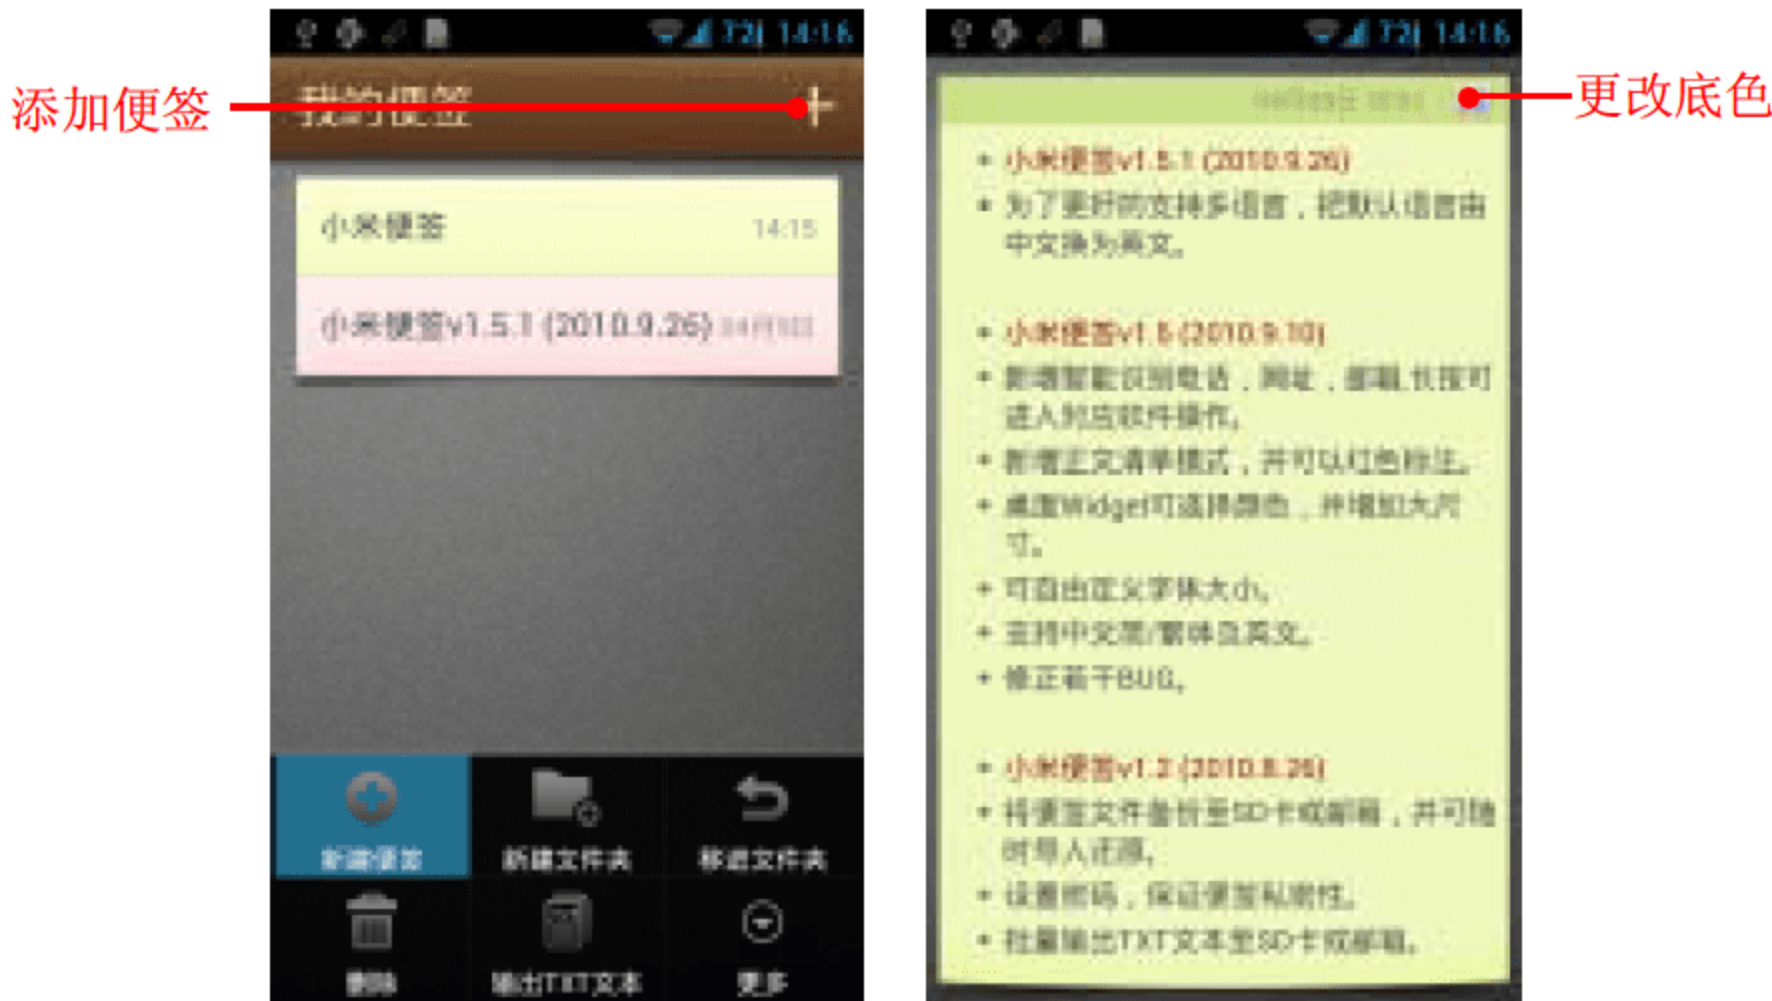 添加便签
14:16
我的便签
小米便签
14:15
小米便签v1.5.1 (2010.9.26)
新建便签
新建文件夹
移进文件夹
删除
输出TXT文本
更多
14:16
更改底色
小米便签v1.5.1 (2010.9.26)
为了更好的支持多语言，把默认语言由
中文换为英文。
小米便签v1.5 (2010.9.10)
新增智能识别电话，网址，邮箱,长按可
进入对应软件操作。
新增正文清单模式，并可以红色标注。
桌面Widget可选择颜色，并增加大尺
寸。
可自由定义字体大小。
支持中文简/繁体及英文。
修正若干BUG。
小米便签v1.2 (2010.8.26)
将便签文件备份至SD卡或邮箱，并可随
时导入还原。
设置密码，保证便签私密性。
批量输出TXT文本至SD卡或邮箱。